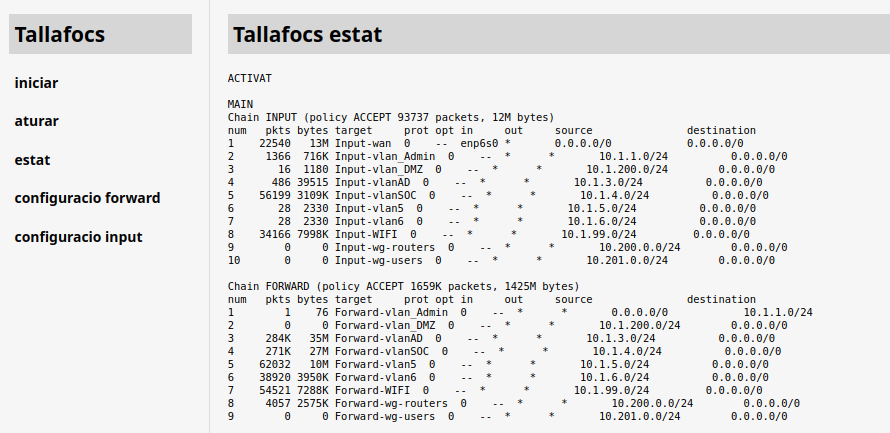 Tallafocs
iniciar
aturar
estat
configuracio forward
configuracio input
Tallafocs estat
ACTIVAT
MAIN
Chain INPUT (policy ACCEPT 93737 packets, 12M bytes)
num   pkts bytes target     prot opt in     out     source               destination
1    22540   13M Input-wan  0    --  enp6s0 *       0.0.0.0/0            0.0.0.0/0
2     1366  716K Input-vlan_Admin  0    --  *      *       10.1.1.0/24          0.0.0.0/0
3       16  1180 Input-vlan_DMZ  0    --  *      *       10.1.200.0/24        0.0.0.0/0
4      486 39515 Input-vlanAD  0    --  *      *       10.1.3.0/24          0.0.0.0/0
5    56199 3109K Input-vlanSOC  0    --  *      *       10.1.4.0/24          0.0.0.0/0
6       28  2330 Input-vlan5  0    --  *      *       10.1.5.0/24          0.0.0.0/0
7       28  2330 Input-vlan6  0    --  *      *       10.1.6.0/24          0.0.0.0/0
8    34166 7998K Input-WIFI  0    --  *      *       10.1.99.0/24         0.0.0.0/0
9        0     0 Input-wg-routers  0    --  *      *       10.200.0.0/24        0.0.0.0/0
10       0     0 Input-wg-users  0    --  *      *       10.201.0.0/24        0.0.0.0/0
Chain FORWARD (policy ACCEPT 1659K packets, 1425M bytes)
num   pkts bytes target     prot opt in     out     source               destination
1        1    76 Forward-vlan_Admin  0    --  *      *       0.0.0.0/0            10.1.1.0/24
2        0     0 Forward-vlan_DMZ  0    --  *      *       10.1.200.0/24        0.0.0.0/0
3     284K   35M Forward-vlanAD  0    --  *      *       10.1.3.0/24          0.0.0.0/0
4     271K   27M Forward-vlanSOC  0    --  *      *       10.1.4.0/24          0.0.0.0/0
5    62032   10M Forward-vlan5  0    --  *      *       10.1.5.0/24          0.0.0.0/0
6    38920 3950K Forward-vlan6  0    --  *      *       10.1.6.0/24          0.0.0.0/0
7    54521 7288K Forward-WIFI  0    --  *      *       10.1.99.0/24         0.0.0.0/0
8     4057 2575K Forward-wg-routers  0    --  *      *       10.200.0.0/24        0.0.0.0/0
9        0     0 Forward-wg-users  0    --  *      *       10.201.0.0/24        0.0.0.0/0